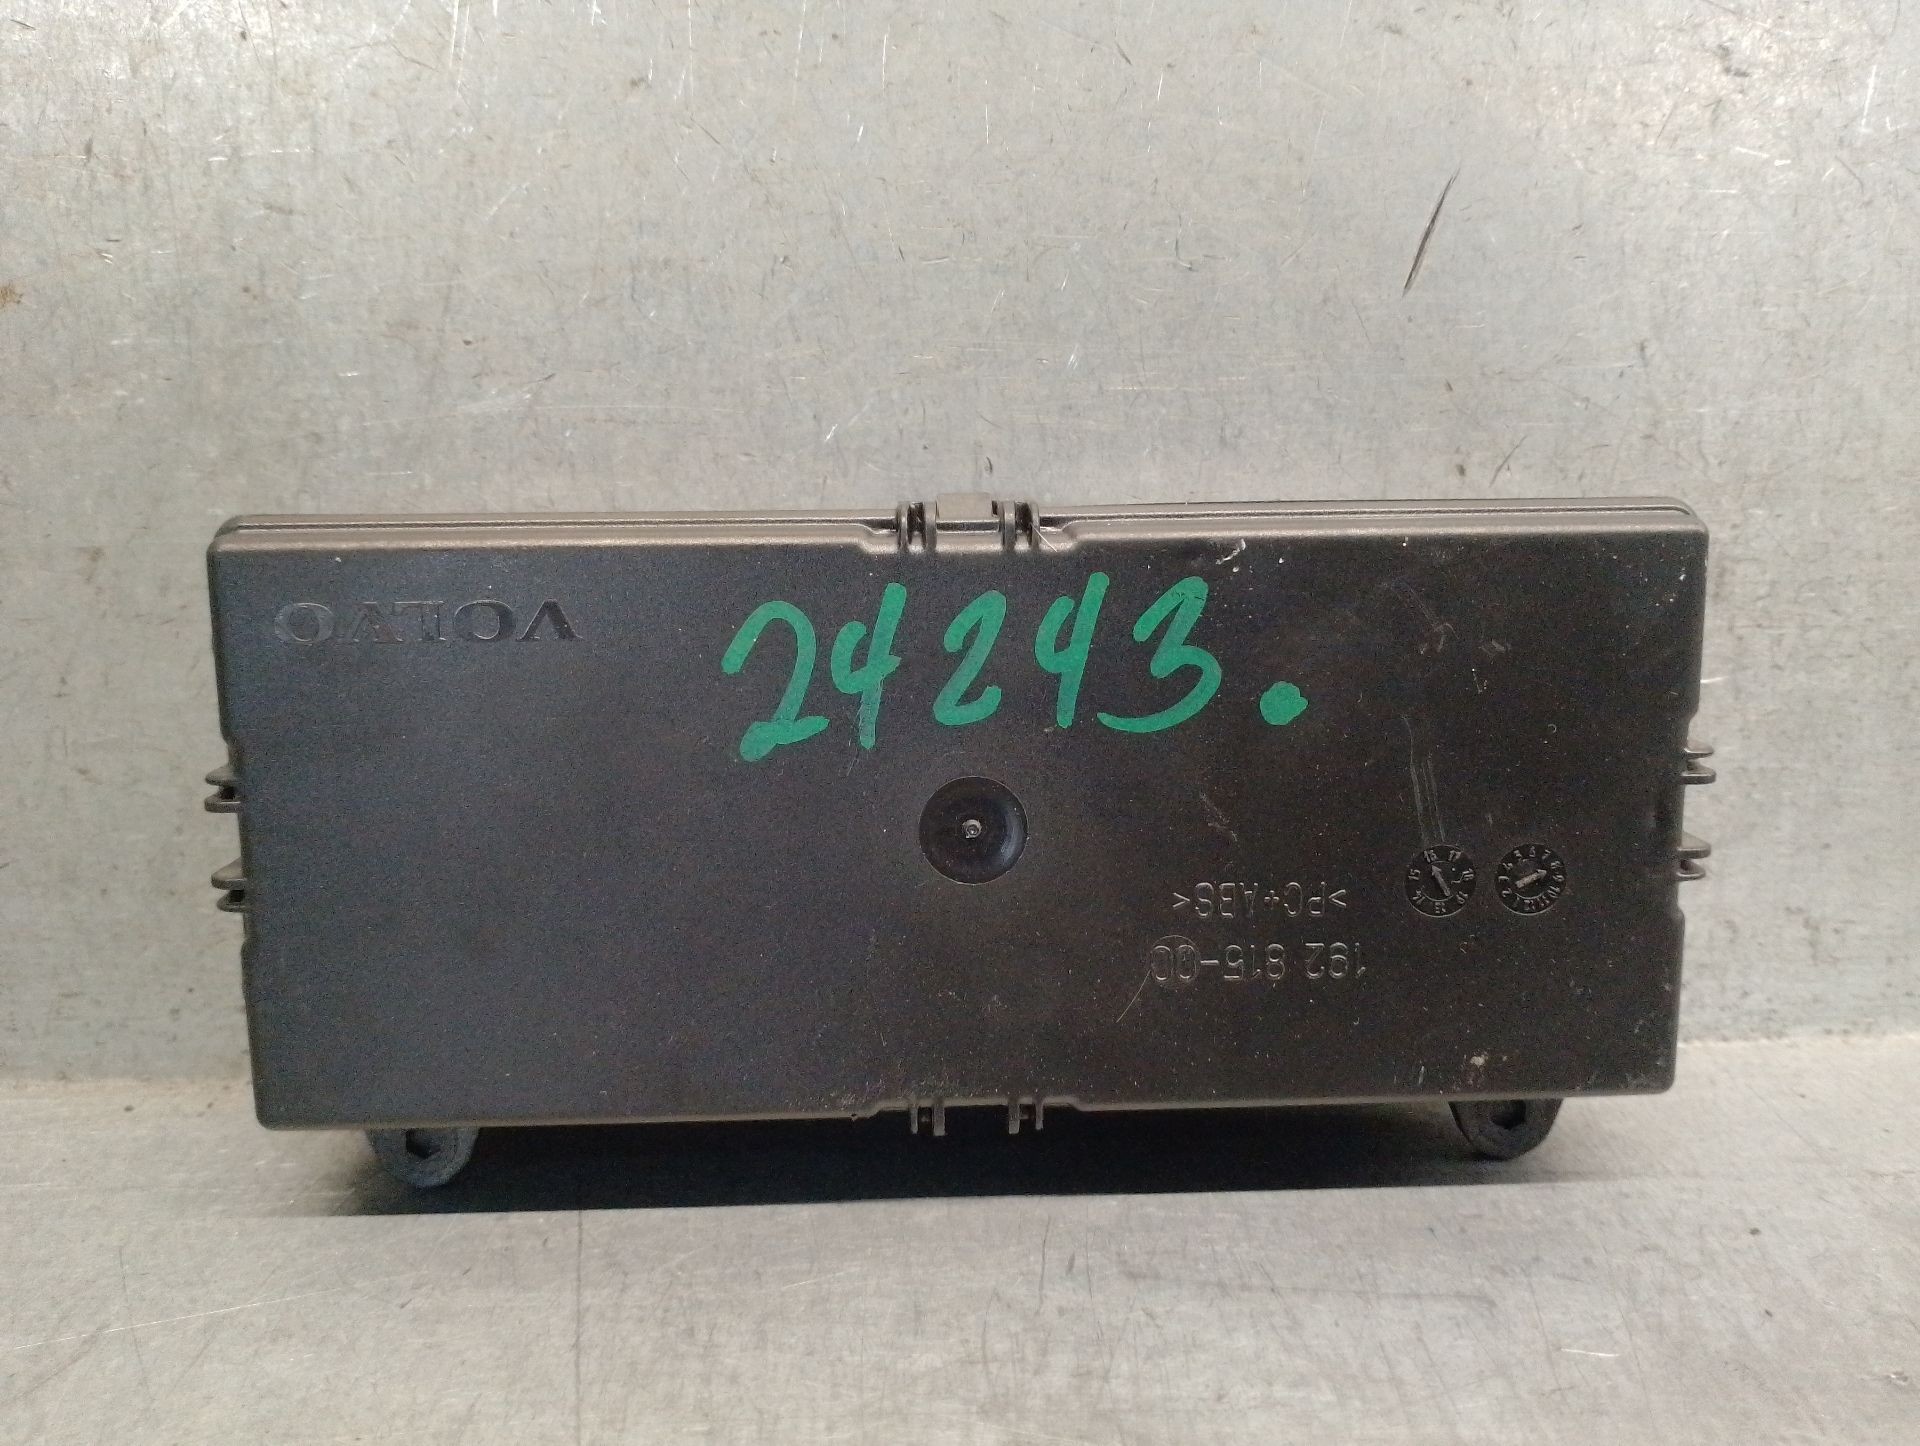 VOLVO
24243.
>PC+ABS<
192 815-00